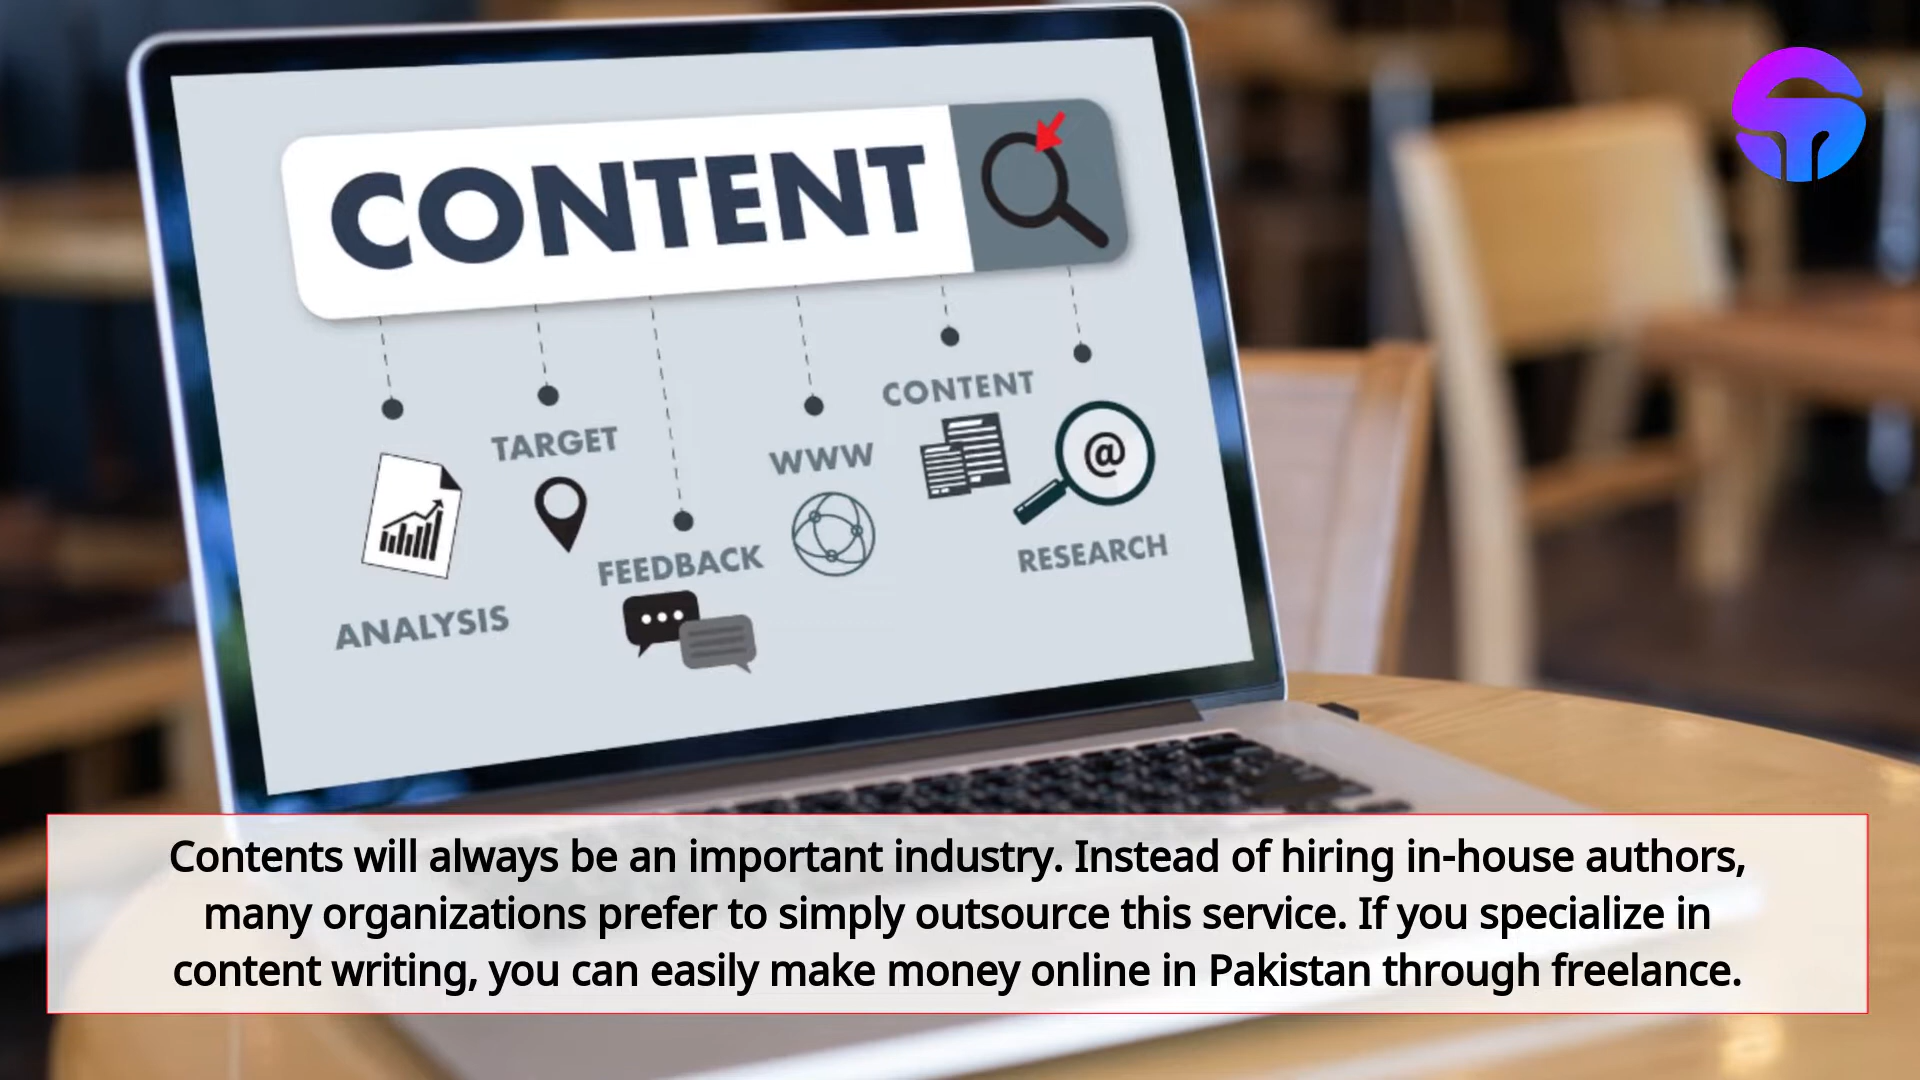 CONTENT
CONTENT
TARGET
WWW
@
FEEDBACK
RESEARCH
ANALYSIS
Contents will always be an important industry. Instead of hiring in-house authors,
many organizations prefer to simply outsource this service. If you specialize in
content writing, you can easily make money online in Pakistan through freelance.